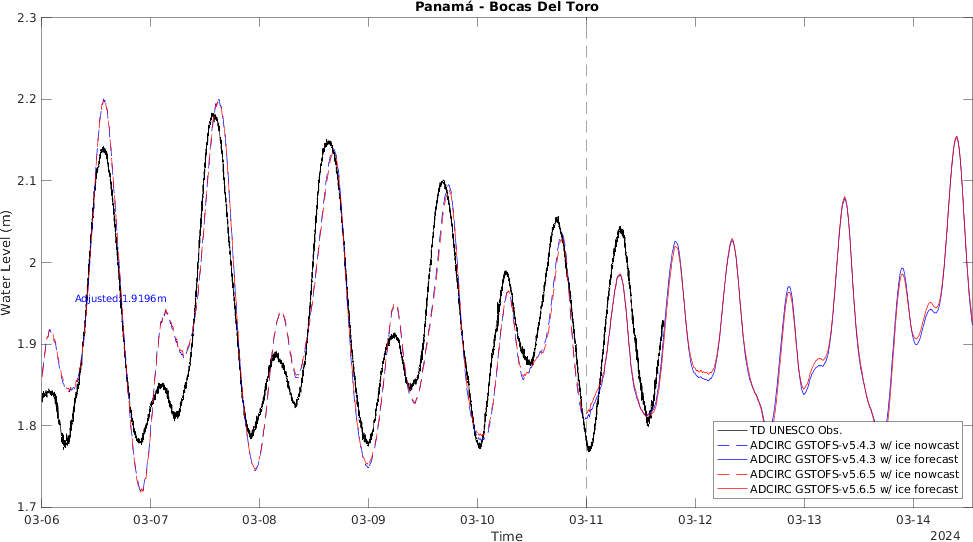 Panamá - Bocas Del Toro
2.3
2.2
2.1
2
1.9
1.8
1.7
Water Level (m)
Adjusted:1.9196m
TD UNESCO Obs.
ADCIRC GSTOFS-v5.4.3 w/ ice nowcast
ADCIRC GSTOFS-v5.4.3 w/ ice forecast
ADCIRC GSTOFS-v5.6.5 w/ ice nowcast
ADCIRC GSTOFS-v5.6.5 w/ ice forecast
03-06 03-07 03-08 03-09 03-10 03-11 03-12 03-13 03-14
Time
2024